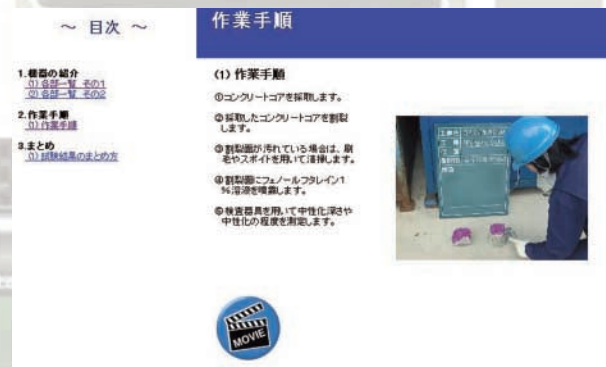 ～ 目次 ～
1.機器の紹介
(1) 各部一覧 その1
(2) 各部一覧 その2
2.作業手順
(1) 作業手順
3.まとめ
(1) 試験結果のまとめ方
作業手順
(1) 作業手順
①コンクリートコアを採取します。
②採取したコンクリートコアを割裂
します。
③割裂面が汚れている場合は、刷
毛やスポイトを用いて清掃します。
④割裂面にフェノールフタレイン1
%溶液を噴霧します。
⑤検査器具を用いて中性化深さや
中性化の程度を測定します。
MOVIE